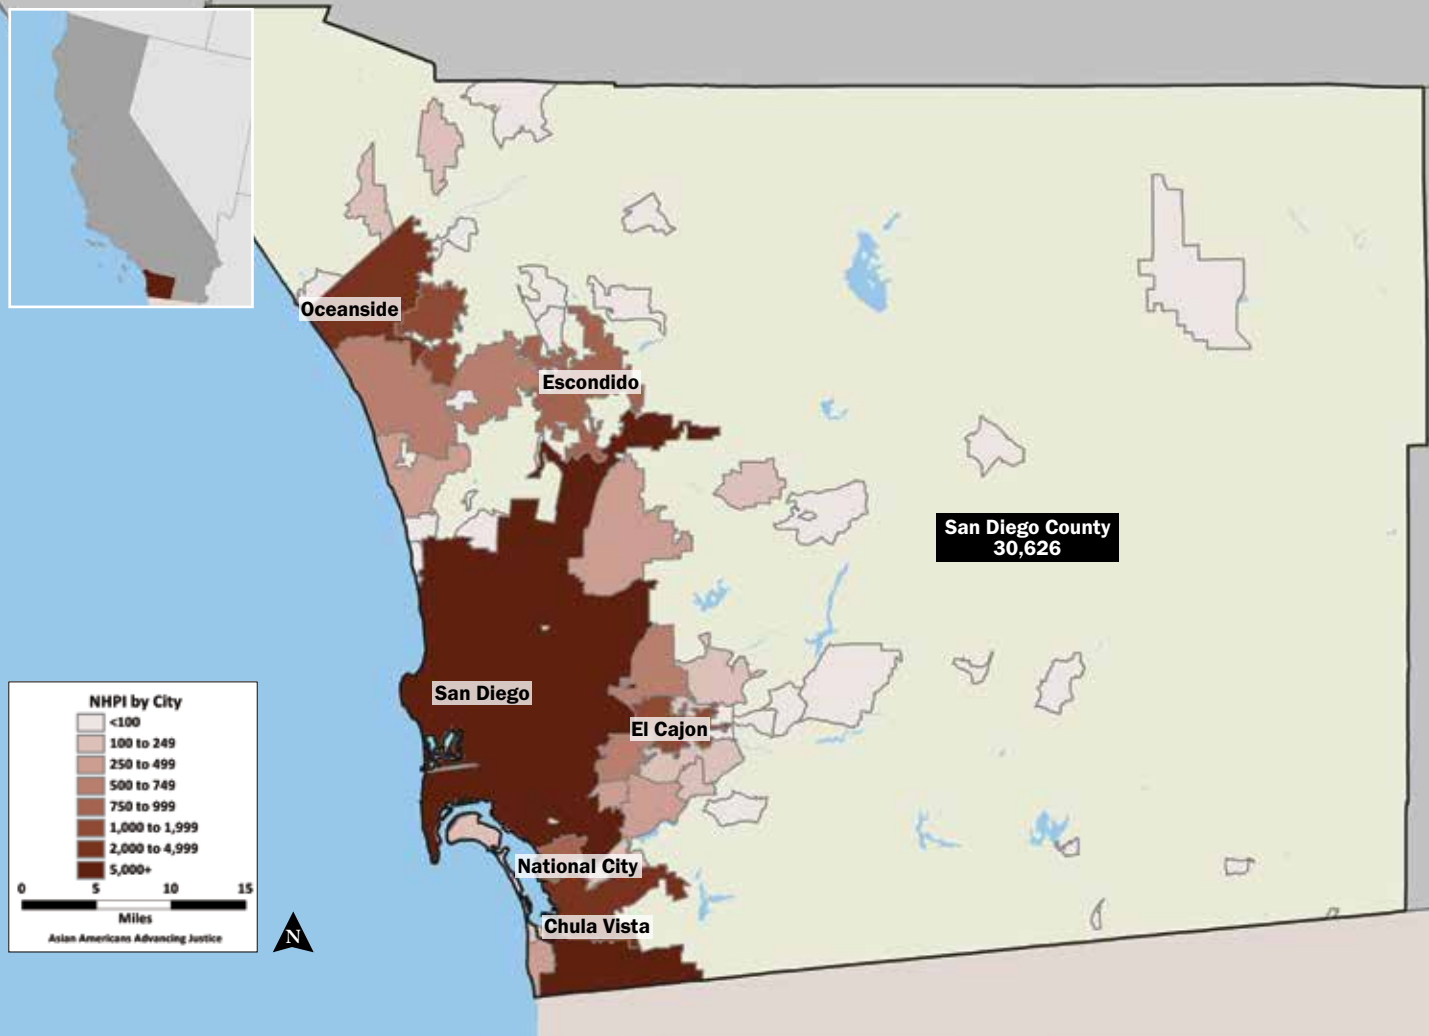 Oceanside
Escondido
San Diego County
30,626
San Diego
El Cajon
National City
Chula Vista
NHPI by City
<100
100 to 249
250 to 499
500 to 749
750 to 999
1,000 to 1,999
2,000 to 4,999
5,000+
0 5 10 15
Miles
Asian Americans Advancing Justice
N